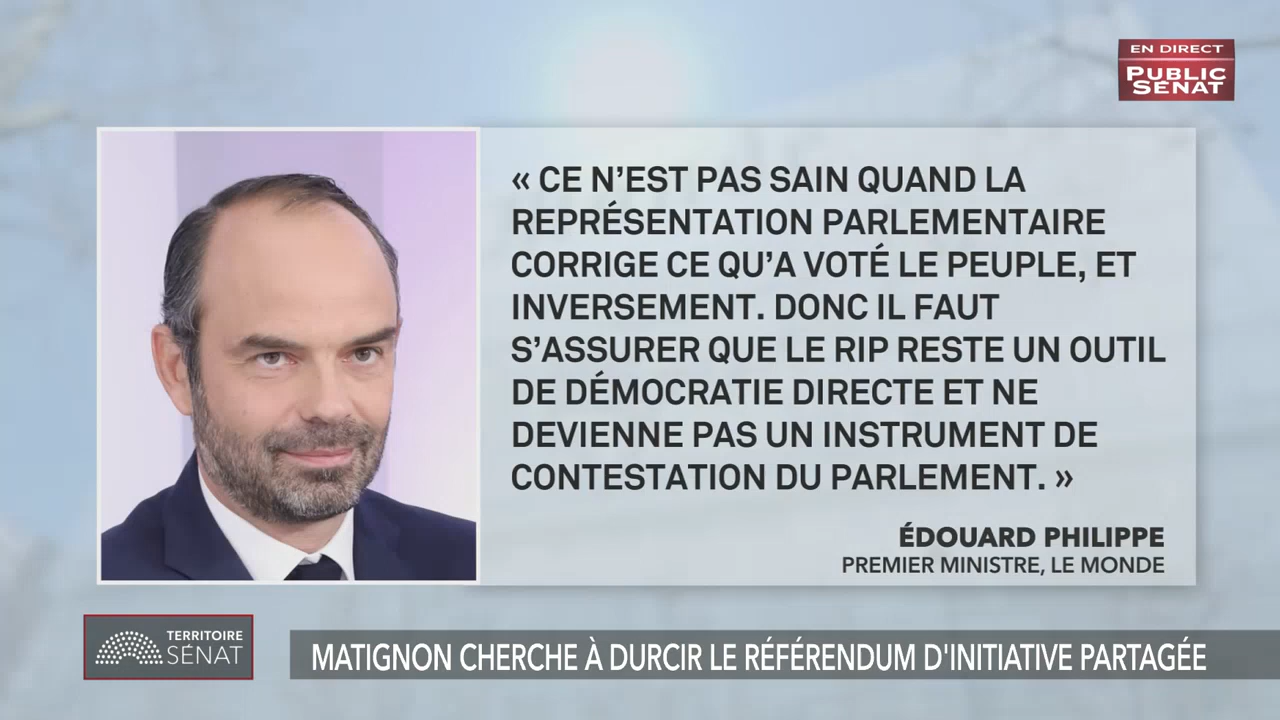 EN DIRECT
PUBLIC
SÉNAT
« CE N’EST PAS SAIN QUAND LA
REPRÉSENTATION PARLEMENTAIRE
CORRIGE CE QU’A VOTÉ LE PEUPLE, ET
INVERSEMENT. DONC IL FAUT
S’ASSURER QUE LE RIP RESTE UN OUTIL
DE DÉMOCRATIE DIRECTE ET NE
DEVIENNE PAS UN INSTRUMENT DE
CONTESTATION DU PARLEMENT. »
ÉDOUARD PHILIPPE
PREMIER MINISTRE, LE MONDE
TERRITOIRE
SÉNAT
MATIGNON CHERCHE À DURCIR LE RÉFÉRENDUM D'INITIATIVE PARTAGÉE